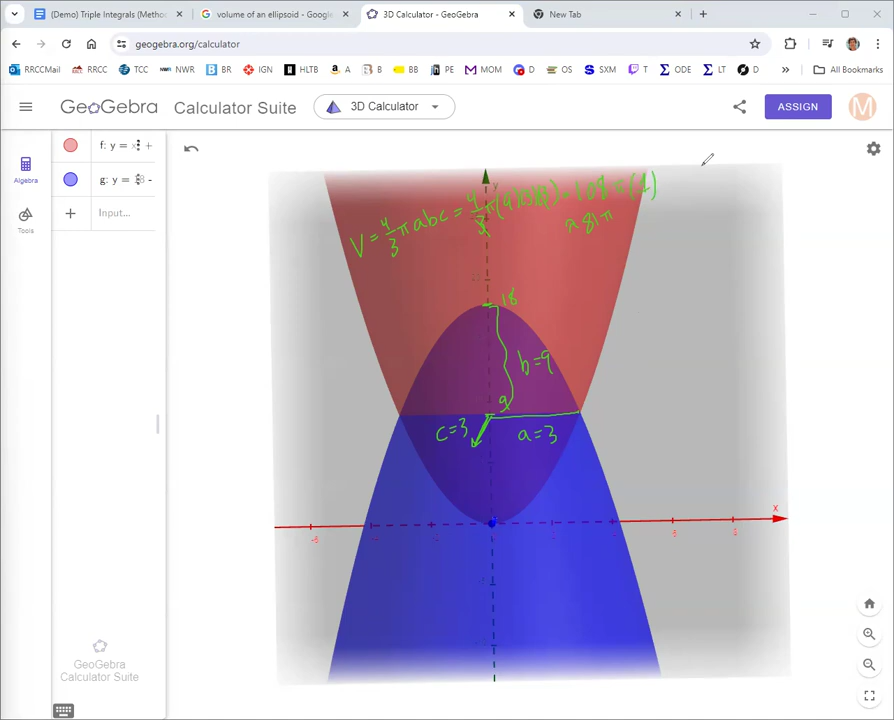 (Demo) Triple Integrals (Metho
volume of an ellipsoid - Google
3D Calculator - GeoGebra
New Tab
geogebra.org/calculator
RRCCMail
RRCC
TCC
NWR
BR
IGN
HLTB
A
B
BB
PE
MOM
D
OS
SXM
T
ODE
LT
D
All Bookmarks
GeoGebra
Calculator Suite
3D Calculator
ASSIGN
M
f: y =
+
g: y =
-
Input...
Algebra
Tools
y
V = 4/3 π abc = 4/3 π
≈ 81π
18
b=9
9
c=3
a=3
x
GeoGebra
Calculator Suite